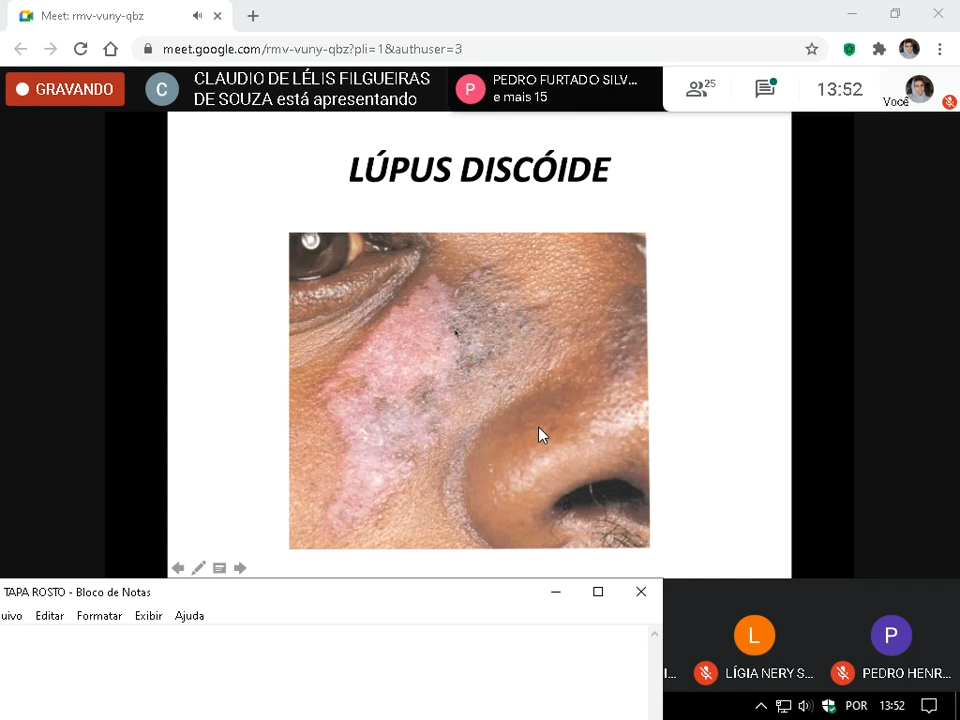 Meet: rmv-vuny-qbz
meet.google.com/rmv-vuny-qbz?pli=1&authuser=3
GRAVANDO
C
CLAUDIO DE LÉLIS FILGUEIRAS
DE SOUZA está apresentando
P
PEDRO FURTADO SILV...
e mais 15
25
13:52
Você
LÚPUS DISCÓIDE
TAPA ROSTO - Bloco de Notas
uivo Editar Formatar Exibir Ajuda
L
P
I...
LÍGIA NERY S...
PEDRO HENR...
POR
13:52